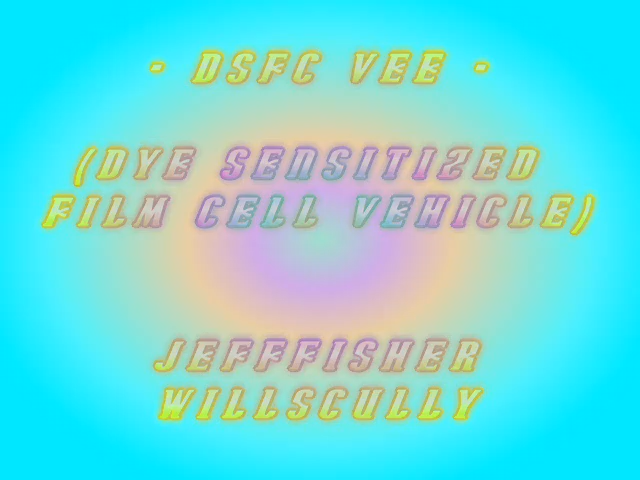 - DSFC VEE -
(DYE SENSITIZED
FILM CELL VEHICLE)
JEFFFISHER
WILLSCULLY